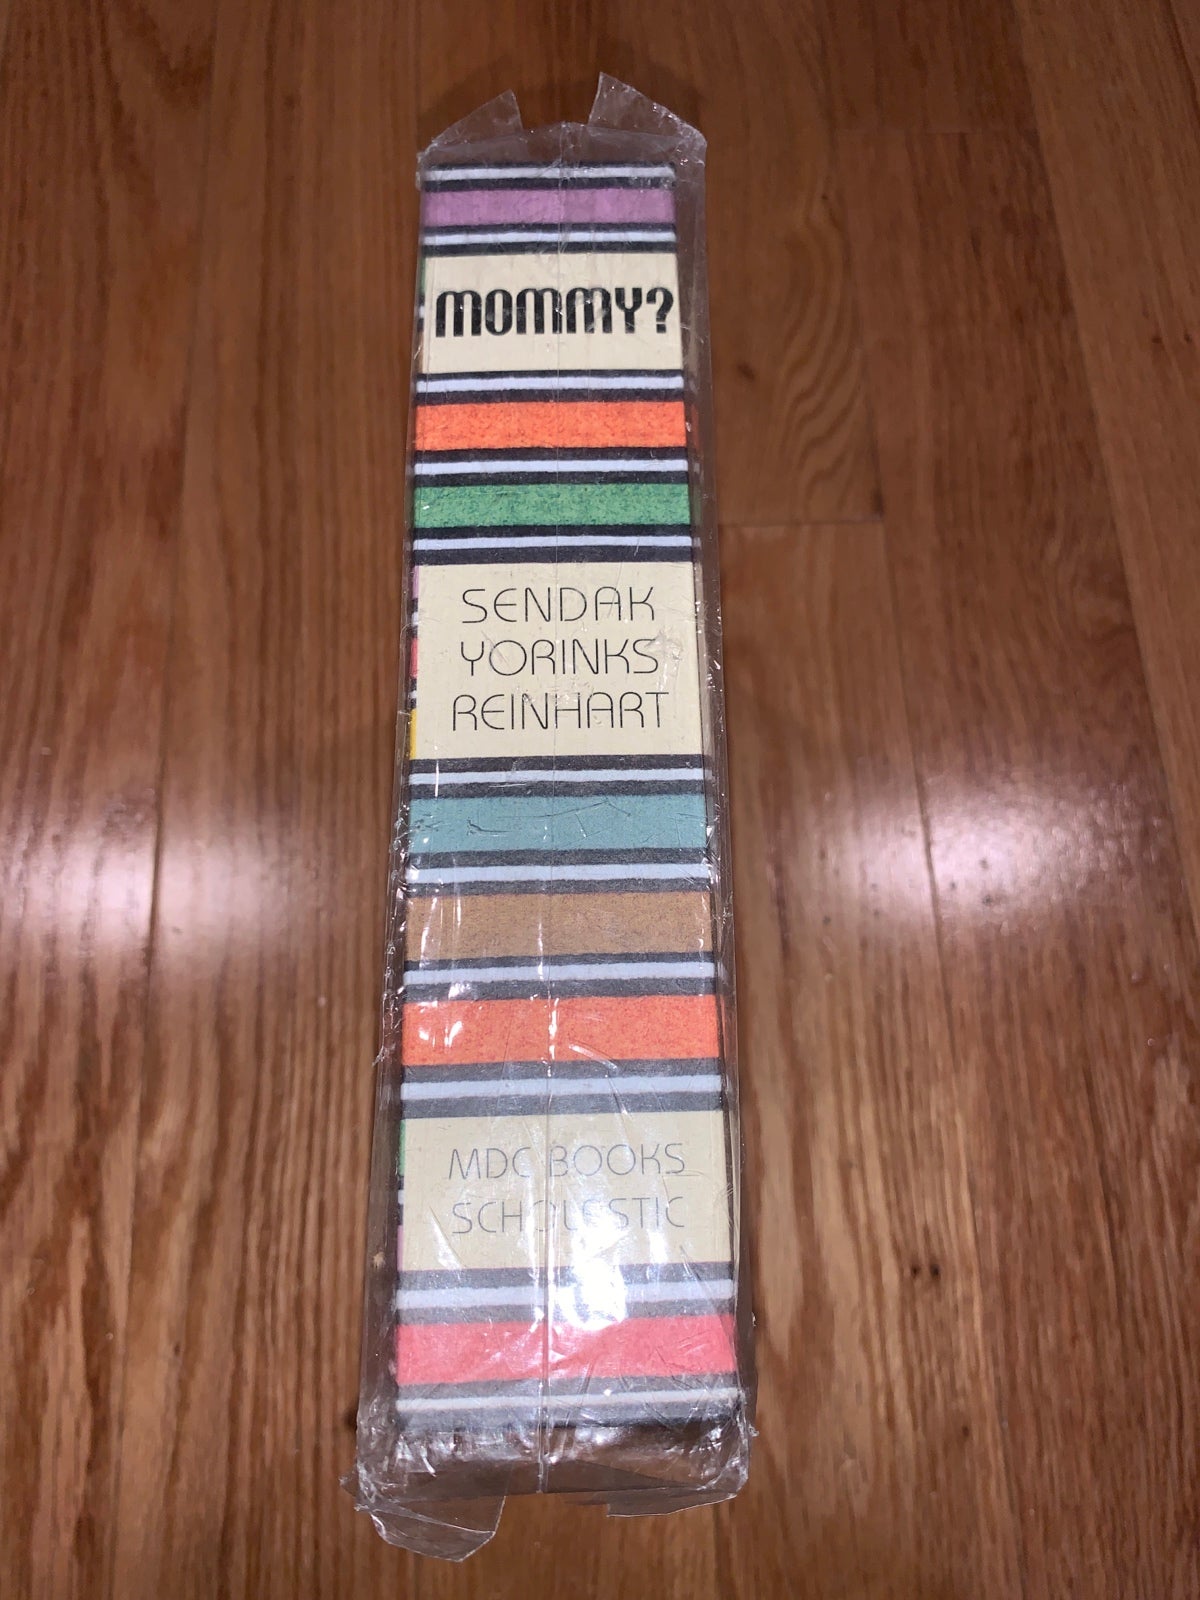 MOMMY?
SENDAK
YORINKS
REINHART
MDC BOOKS
SCHOLASTIC